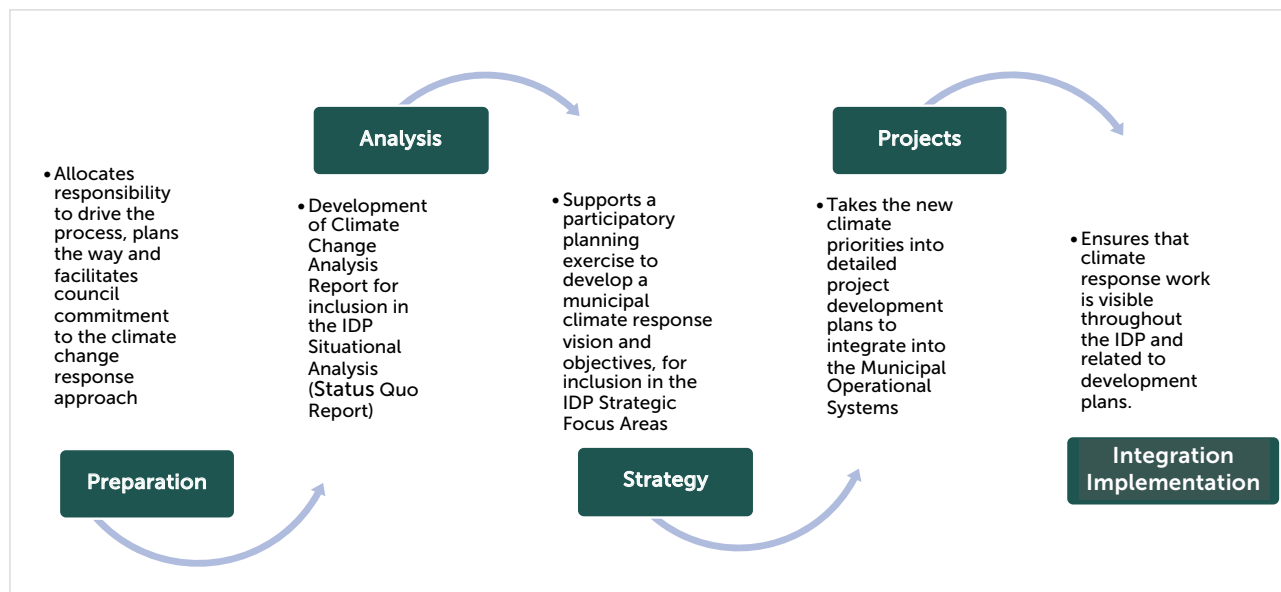 • Allocates
responsibility
to drive the
process, plans
the way and
facilitates
council
commitment
to the climate
change
response
approach
Preparation
Analysis
• Development
of Climate
Change
Analysis
Report for
inclusion in
the IDP
Situational
Analysis
(Status Quo
Report)
• Supports a
participatory
planning
exercise to
develop a
municipal
climate response
vision and
objectives, for
inclusion in the
IDP Strategic
Focus Areas
Strategy
Projects
• Takes the new
climate
priorities into
detailed
project
development
plans to
integrate into
the Municipal
Operational
Systems
• Ensures that
climate
response work
is visible
throughout
the IDP and
related to
development
plans.
Integration
Implementation